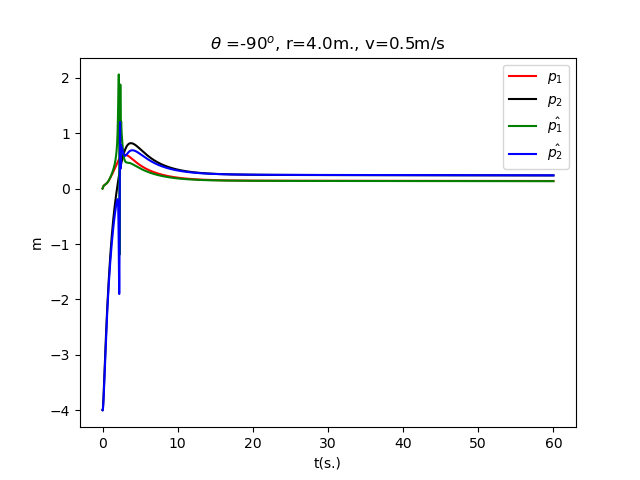 θ =-90°, r=4.0m., v=0.5m/s
p₁
p₂
p̂₁
p̂₂
m
2
1
0
−1
−2
−3
−4
0 10 20 30 40 50 60
t(s.)